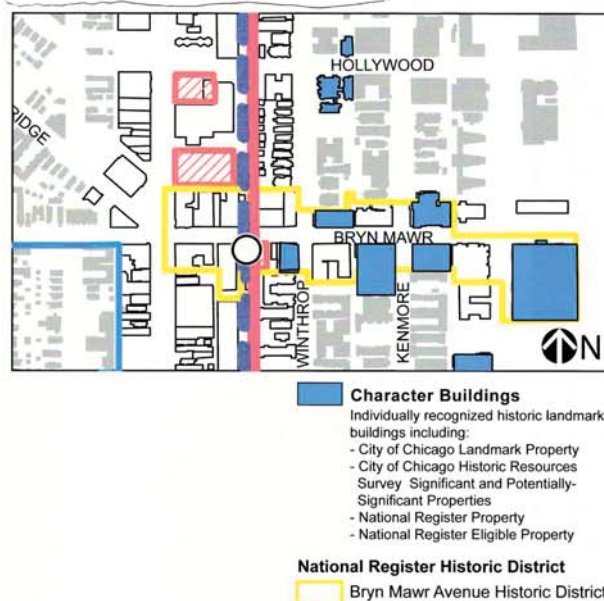 HOLLYWOOD
RIDGE
BRYN MAWR
WINTHROP
KENMORE
N
Character Buildings
Individually recognized historic landmark
buildings including:
- City of Chicago Landmark Property
- City of Chicago Historic Resources
Survey Significant and Potentially-
Significant Properties
- National Register Property
- National Register Eligible Property
National Register Historic District
Bryn Mawr Avenue Historic District